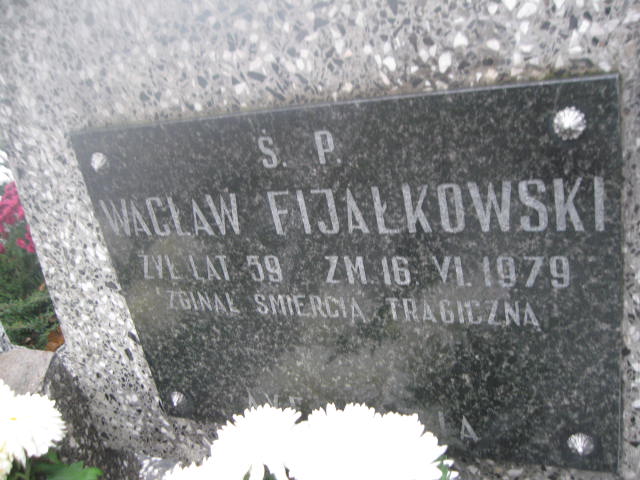 Ś. P.
WACŁAW FIJAŁKOWSKI
ŻYŁ LAT 59 ZM. 16. VI. 1979
ZGINĄŁ ŚMIERCIĄ TRAGICZNĄ